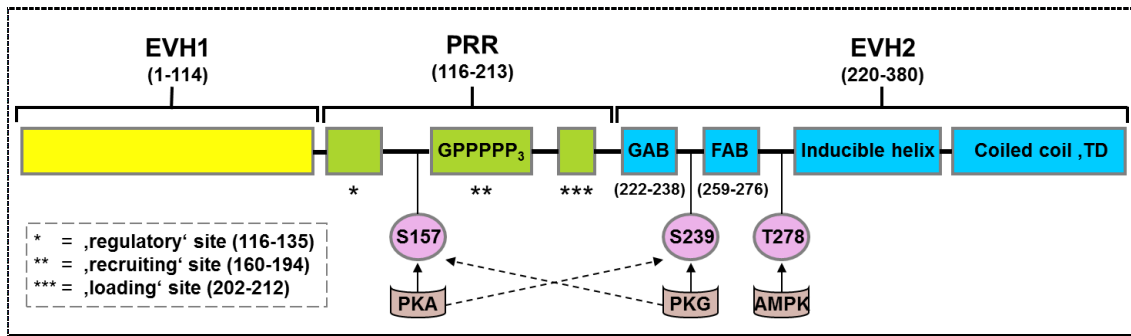 EVH1 PRR EVH2
(1-114) (116-213) (220-380)
GPPPPP₃ GAB FAB Inducible helix Coiled coil ,TD
* ** *** (222-238) (259-276)
S157 S239 T278
* = ‚regulatory‘ site (116-135)
** = ‚recruiting‘ site (160-194)
*** = ‚loading‘ site (202-212)
PKA PKG AMPK